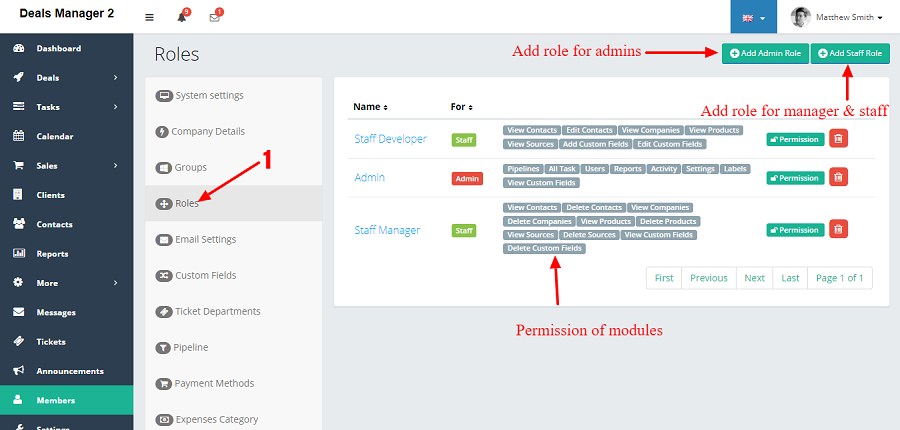 Deals Manager 2
9
1
Matthew Smith
Dashboard
Deals
Tasks
Calendar
Sales
Clients
Contacts
Reports
More
Messages
Tickets
Announcements
Members
Settings
Roles
Add role for admins
Add Admin Role
Add Staff Role
Add role for manager & staff
System settings
Company Details
Groups
1
Roles
Email Settings
Custom Fields
Ticket Departments
Pipeline
Payment Methods
Expenses Category
Name For
Staff Developer Staff
View Contacts Edit Contacts View Companies View Products
View Sources Add Custom Fields Edit Custom Fields
Permission
Admin Admin
Pipelines All Task Users Reports Activity Settings Labels
View Custom Fields
Permission
Staff Manager Staff
View Contacts Delete Contacts View Companies
Delete Companies View Products Delete Products
View Sources Delete Sources View Custom Fields
Delete Custom Fields
Permission
First Previous Next Last Page 1 of 1
Permission of modules